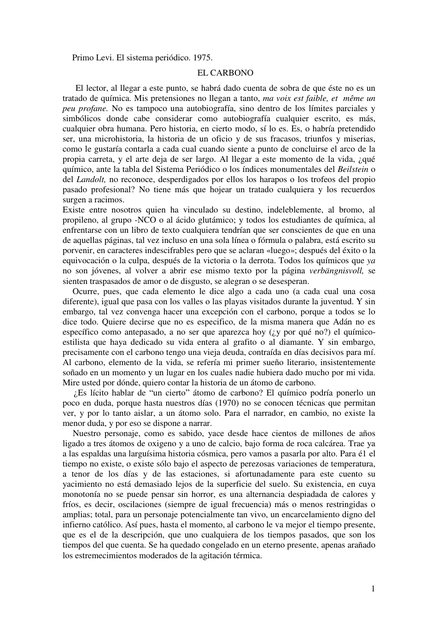 Primo Levi. El sistema periódico. 1975.
EL CARBONO
El lector, al llegar a este punto, se habrá dado cuenta de sobra de que éste no es un
tratado de química. Mis pretensiones no llegan a tanto, ma voix est faible, et même un
peu profane. No es tampoco una autobiografía, sino dentro de los límites parciales y
simbólicos donde cabe considerar como autobiografía cualquier escrito, es más,
cualquier obra humana. Pero historia, en cierto modo, sí lo es. Es, o habría pretendido
ser, una microhistoria, la historia de un oficio y de sus fracasos, triunfos y miserias,
como le gustaría contarla a cada cual cuando siente a punto de concluirse el arco de la
propia carreta, y el arte deja de ser largo. Al llegar a este momento de la vida, ¿qué
químico, ante la tabla del Sistema Periódico o los índices monumentales del Beilstein o
del Landolt, no reconoce, desperdigados por ellos los harapos o los trofeos del propio
pasado profesional? No tiene más que hojear un tratado cualquiera y los recuerdos
surgen a racimos.
Existe entre nosotros quien ha vinculado su destino, indeleblemente, al bromo, al
propileno, al grupo -NCO o al ácido glutámico; y todos los estudiantes de química, al
enfrentarse con un libro de texto cualquiera tendrían que ser conscientes de que en una
de aquellas páginas, tal vez incluso en una sola línea o fórmula o palabra, está escrito su
porvenir, en caracteres indescifrables pero que se aclaran «luego»; después del éxito o la
equivocación o la culpa, después de la victoria o la derrota. Todos los químicos que ya
no son jóvenes, al volver a abrir ese mismo texto por la página verbängnisvoll, se
sienten traspasados de amor o de disgusto, se alegran o se desesperan.
Ocurre, pues, que cada elemento le dice algo a cada uno (a cada cual una cosa
diferente), igual que pasa con los valles o las playas visitados durante la juventud. Y sin
embargo, tal vez convenga hacer una excepción con el carbono, porque a todos se lo
dice todo. Quiere decirse que no es especifico, de la misma manera que Adán no es
específico como antepasado, a no ser que aparezca hoy (¿y por qué no?) el químico-
estilista que haya dedicado su vida entera al grafito o al diamante. Y sin embargo,
precisamente con el carbono tengo una vieja deuda, contraída en días decisivos para mí.
Al carbono, elemento de la vida, se refería mi primer sueño literario, insistentemente
soñado en un momento y un lugar en los cuales nadie hubiera dado mucho por mi vida.
Mire usted por dónde, quiero contar la historia de un átomo de carbono.
¿Es lícito hablar de “un cierto” átomo de carbono? El químico podría ponerlo un
poco en duda, porque hasta nuestros días (1970) no se conocen técnicas que permitan
ver, y por lo tanto aislar, a un átomo solo. Para el narrador, en cambio, no existe la
menor duda, y por eso se dispone a narrar.
Nuestro personaje, como es sabido, yace desde hace cientos de millones de años
ligado a tres átomos de oxigeno y a uno de calcio, bajo forma de roca calcárea. Trae ya
a las espaldas una larguísima historia cósmica, pero vamos a pasarla por alto. Para é1 el
tiempo no existe, o existe sólo bajo el aspecto de perezosas variaciones de temperatura,
a tenor de los días y de las estaciones, si afortunadamente para este cuento su
yacimiento no está demasiado lejos de la superficie del suelo. Su existencia, en cuya
monotonía no se puede pensar sin horror, es una alternancia despiadada de calores y
fríos, es decir, oscilaciones (siempre de igual frecuencia) más o menos restringidas o
amplias; total, para un personaje potencialmente tan vivo, un encarcelamiento digno del
infierno católico. Así pues, hasta el momento, al carbono le va mejor el tiempo presente,
que es el de la descripción, que uno cualquiera de los tiempos pasados, que son los
tiempos del que cuenta. Se ha quedado congelado en un eterno presente, apenas arañado
los estremecimientos moderados de la agitación térmica.
1